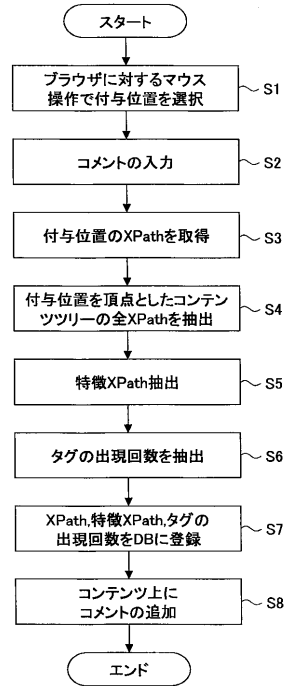 スタート
ブラウザに対するマウス
操作で付与位置を選択
S1
コメントの入力
S2
付与位置のXPathを取得
S3
付与位置を頂点としたコンテン
ツツリーの全XPathを抽出
S4
特徴XPath抽出
S5
タグの出現回数を抽出
S6
XPath,特徴XPath,タグの
出現回数をDBに登録
S7
コンテンツ上に
コメントの追加
S8
エンド